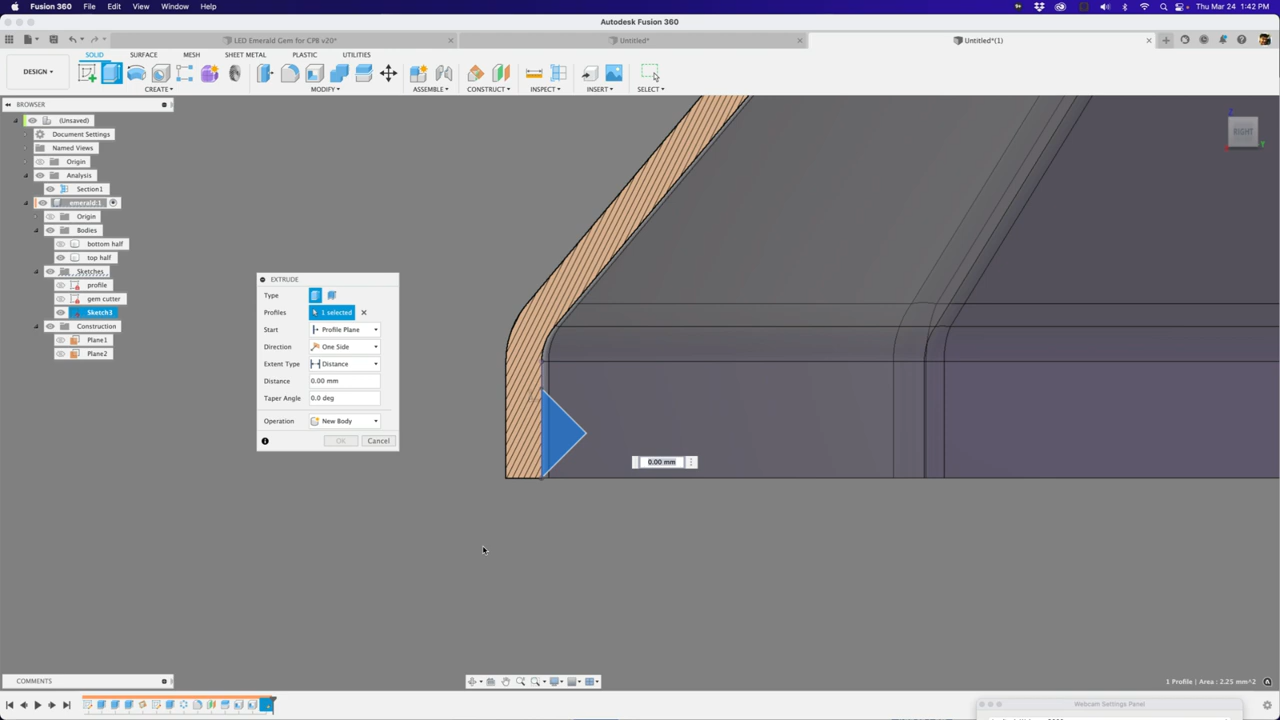 Fusion 360 File Edit View Window Help Thu Mar 24 1:42 PM
Autodesk Fusion 360
LED Emerald Gem for CPB v20* Untitled* Untitled*(1)
SOLID SURFACE MESH SHEET METAL PLASTIC UTILITIES
DESIGN
CREATE MODIFY ASSEMBLE CONSTRUCT INSPECT INSERT SELECT
BROWSER
(Unsaved)
Document Settings
Named Views
Origin
Analysis
Section1
emerald:1
Origin
Bodies
bottom half
top half
Sketches
profile
gem cutter
Sketch3
Construction
Plane1
Plane2
EXTRUDE
Type
Profiles 1 selected
Start Profile Plane
Direction One Side
Extent Type Distance
Distance 0.00 mm
Taper Angle 0.0 deg
Operation New Body
OK Cancel
RIGHT
Z
Y
0.00 mm
COMMENTS
1 Profile | Area : 2.25 mm^2
Webcam Settings Panel